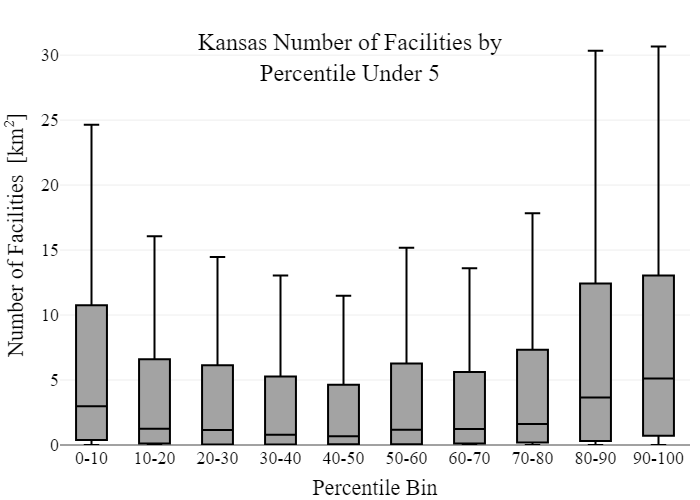 Kansas Number of Facilities by
Percentile Under 5
Number of Facilities [km²]
30
25
20
15
10
5
0
0-10 10-20 20-30 30-40 40-50 50-60 60-70 70-80 80-90 90-100
Percentile Bin